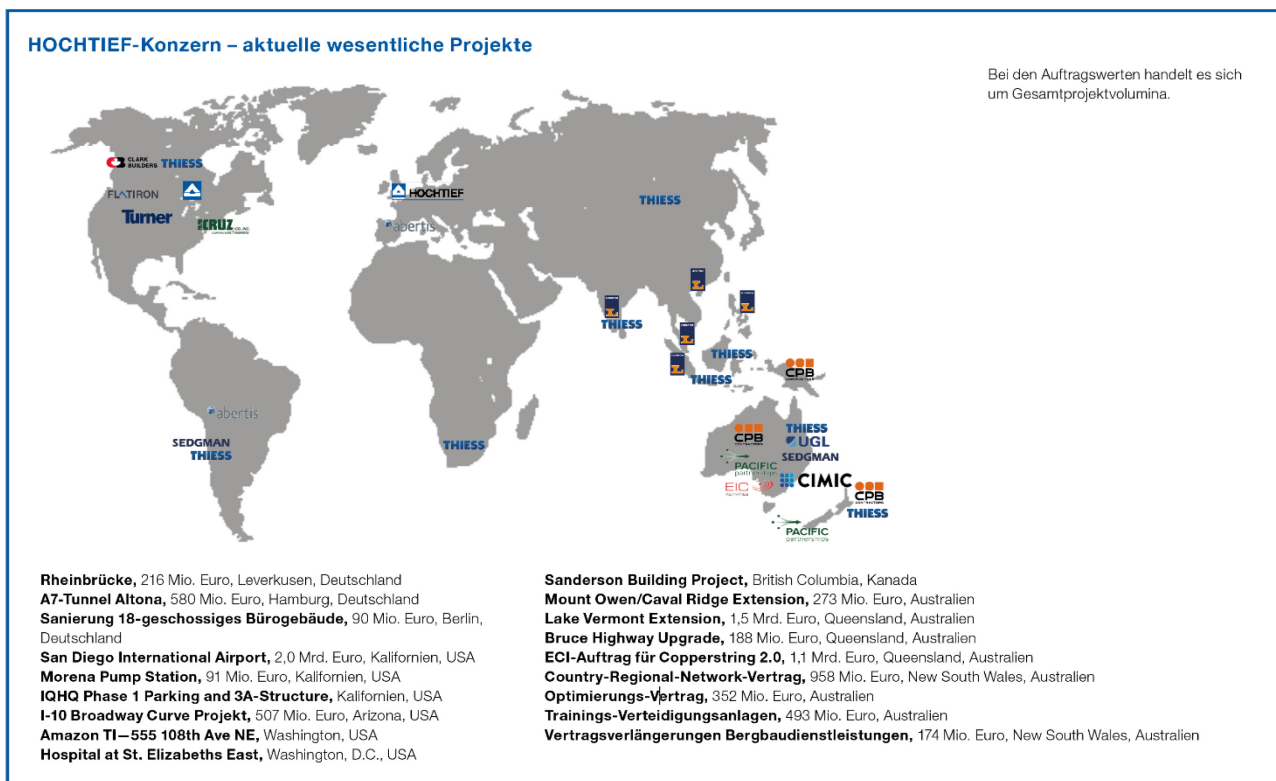 HOCHTIEF-Konzern – aktuelle wesentliche Projekte
Bei den Auftragswerten handelt es sich
um Gesamtprojektvolumina.
CLARK
BUILDERS
THIESS
FLATIRON
Turner
CRUZ
HOCHTIEF
abertis
THIESS
THIESS
THIESS
THIESS
CPB
abertis
SEDGMAN
THIESS
THIESS
CPB
CONTRACTORS
THIESS
UGL
SEDGMAN
PACIFIC
partnerships
EIC
CIMIC
CPB
CONTRACTORS
THIESS
PACIFIC
partnerships
Rheinbrücke, 216 Mio. Euro, Leverkusen, Deutschland
A7-Tunnel Altona, 580 Mio. Euro, Hamburg, Deutschland
Sanierung 18-geschossiges Bürogebäude, 90 Mio. Euro, Berlin,
Deutschland
San Diego International Airport, 2,0 Mrd. Euro, Kalifornien, USA
Morena Pump Station, 91 Mio. Euro, Kalifornien, USA
IQHQ Phase 1 Parking and 3A-Structure, Kalifornien, USA
I-10 Broadway Curve Projekt, 507 Mio. Euro, Arizona, USA
Amazon TI—555 108th Ave NE, Washington, USA
Hospital at St. Elizabeths East, Washington, D.C., USA
Sanderson Building Project, British Columbia, Kanada
Mount Owen/Caval Ridge Extension, 273 Mio. Euro, Australien
Lake Vermont Extension, 1,5 Mrd. Euro, Queensland, Australien
Bruce Highway Upgrade, 188 Mio. Euro, Queensland, Australien
ECI-Auftrag für Copperstring 2.0, 1,1 Mrd. Euro, Queensland, Australien
Country-Regional-Network-Vertrag, 958 Mio. Euro, New South Wales, Australien
Optimierungs-Vertrag, 352 Mio. Euro, Australien
Trainings-Verteidigungsanlagen, 493 Mio. Euro, Australien
Vertragsverlängerungen Bergbaudienstleistungen, 174 Mio. Euro, New South Wales, Australien